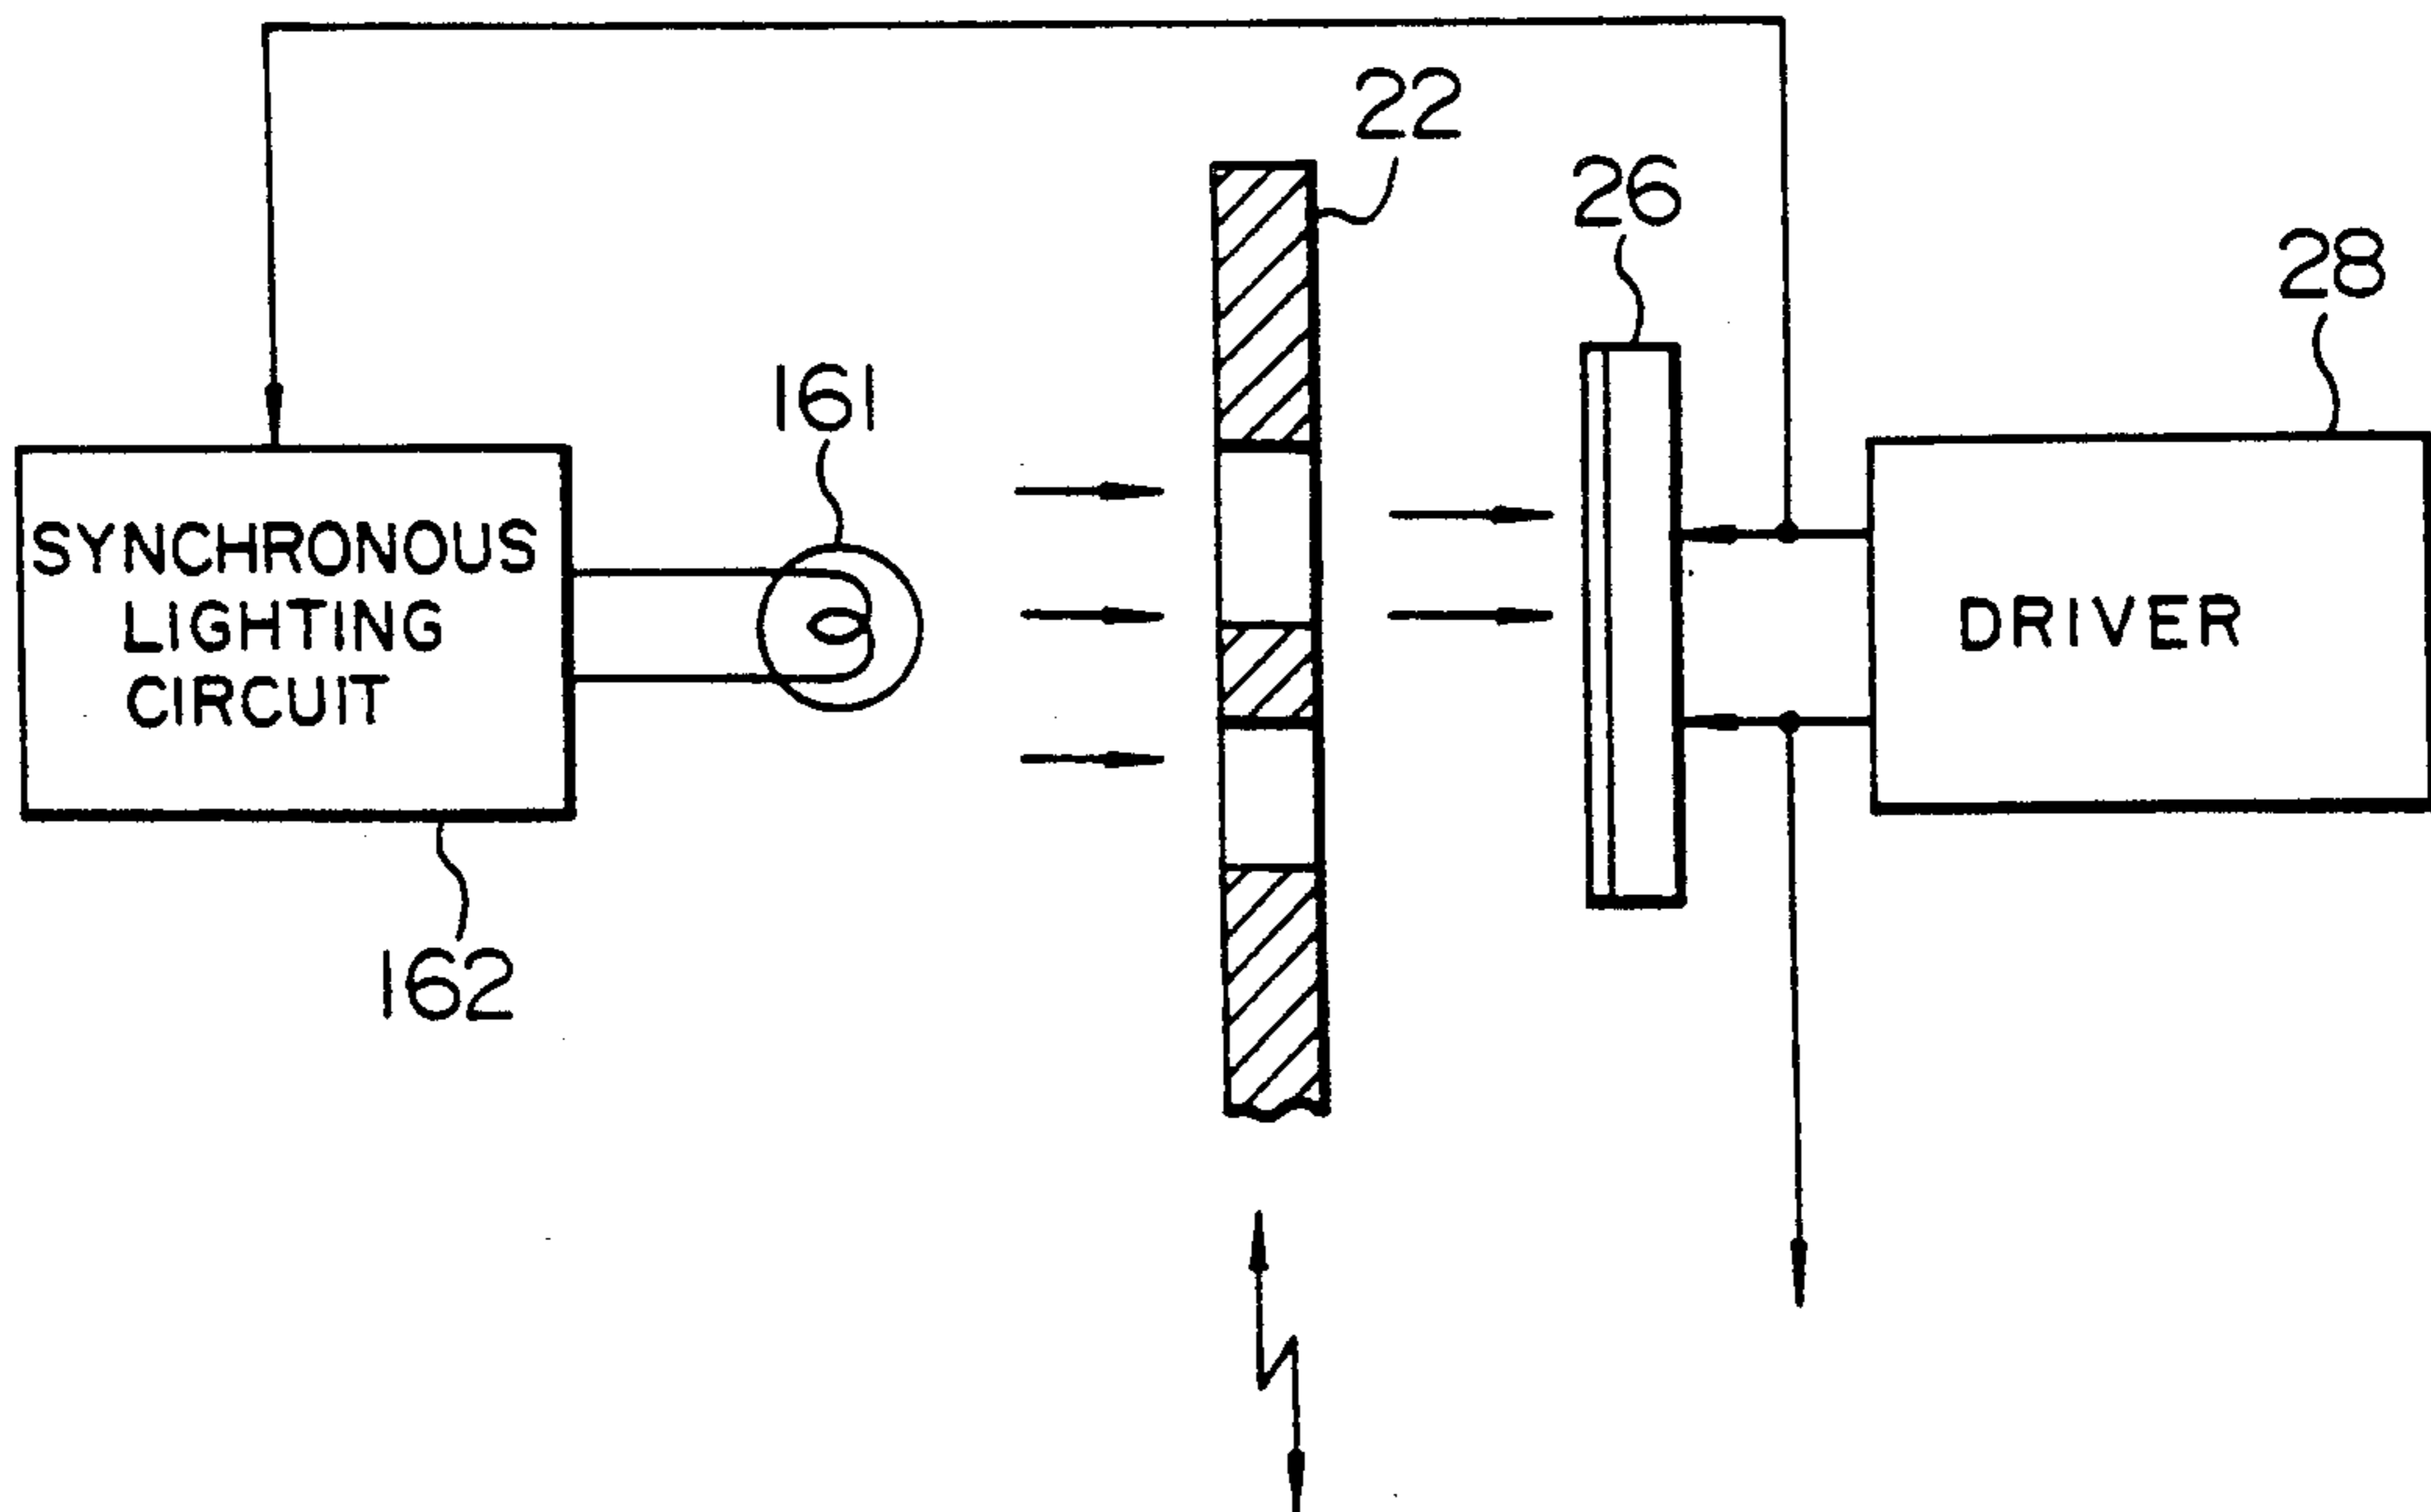 22
26
28
161
SYNCHRONOUS
LIGHTING
CIRCUIT
DRIVER
162